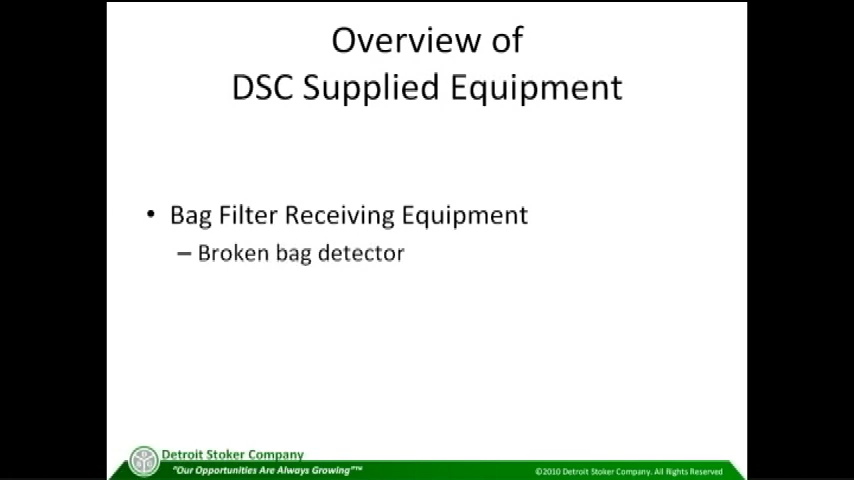 Overview of
DSC Supplied Equipment
• Bag Filter Receiving Equipment
– Broken bag detector
Detroit Stoker Company
"Our Opportunities Are Always Growing"™
©2010 Detroit Stoker Company. All Rights Reserved